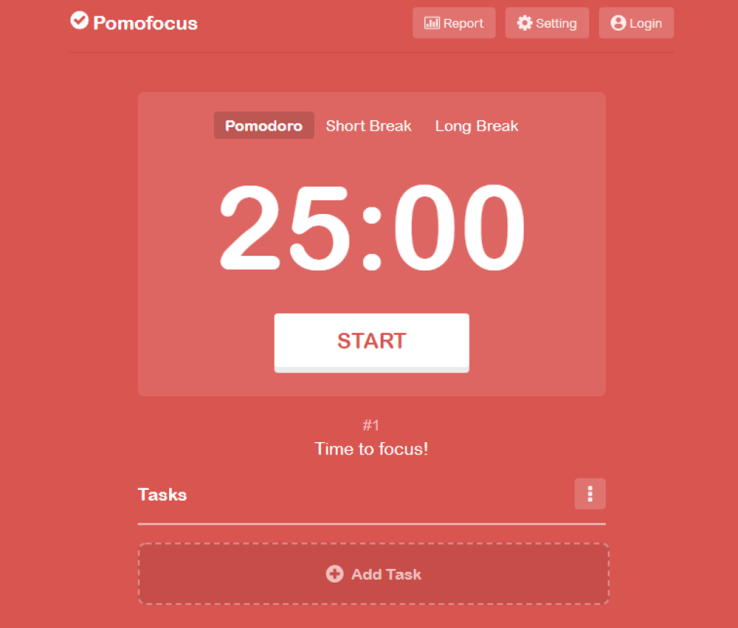 Pomofocus Report Setting Login
Pomodoro Short Break Long Break
25:00
START
#1
Time to focus!
Tasks
Add Task